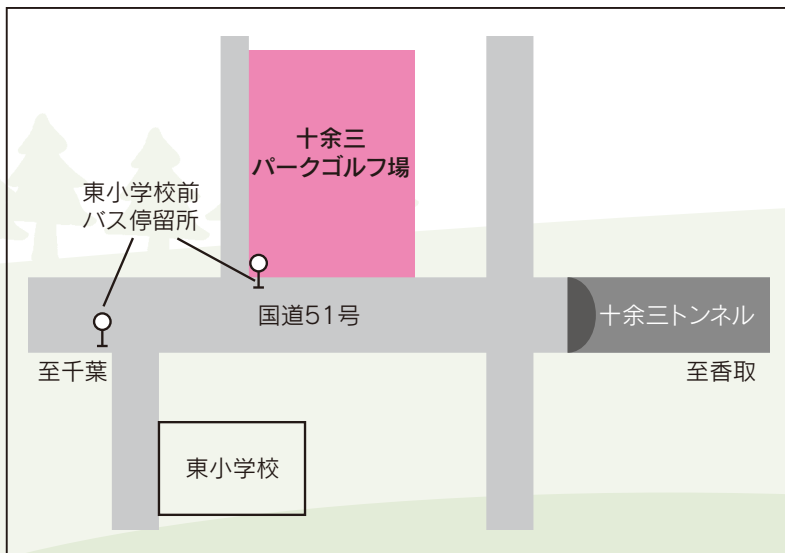 十余三
パークゴルフ場
東小学校前
バス停留所
国道51号
十余三トンネル
至千葉
至香取
東小学校